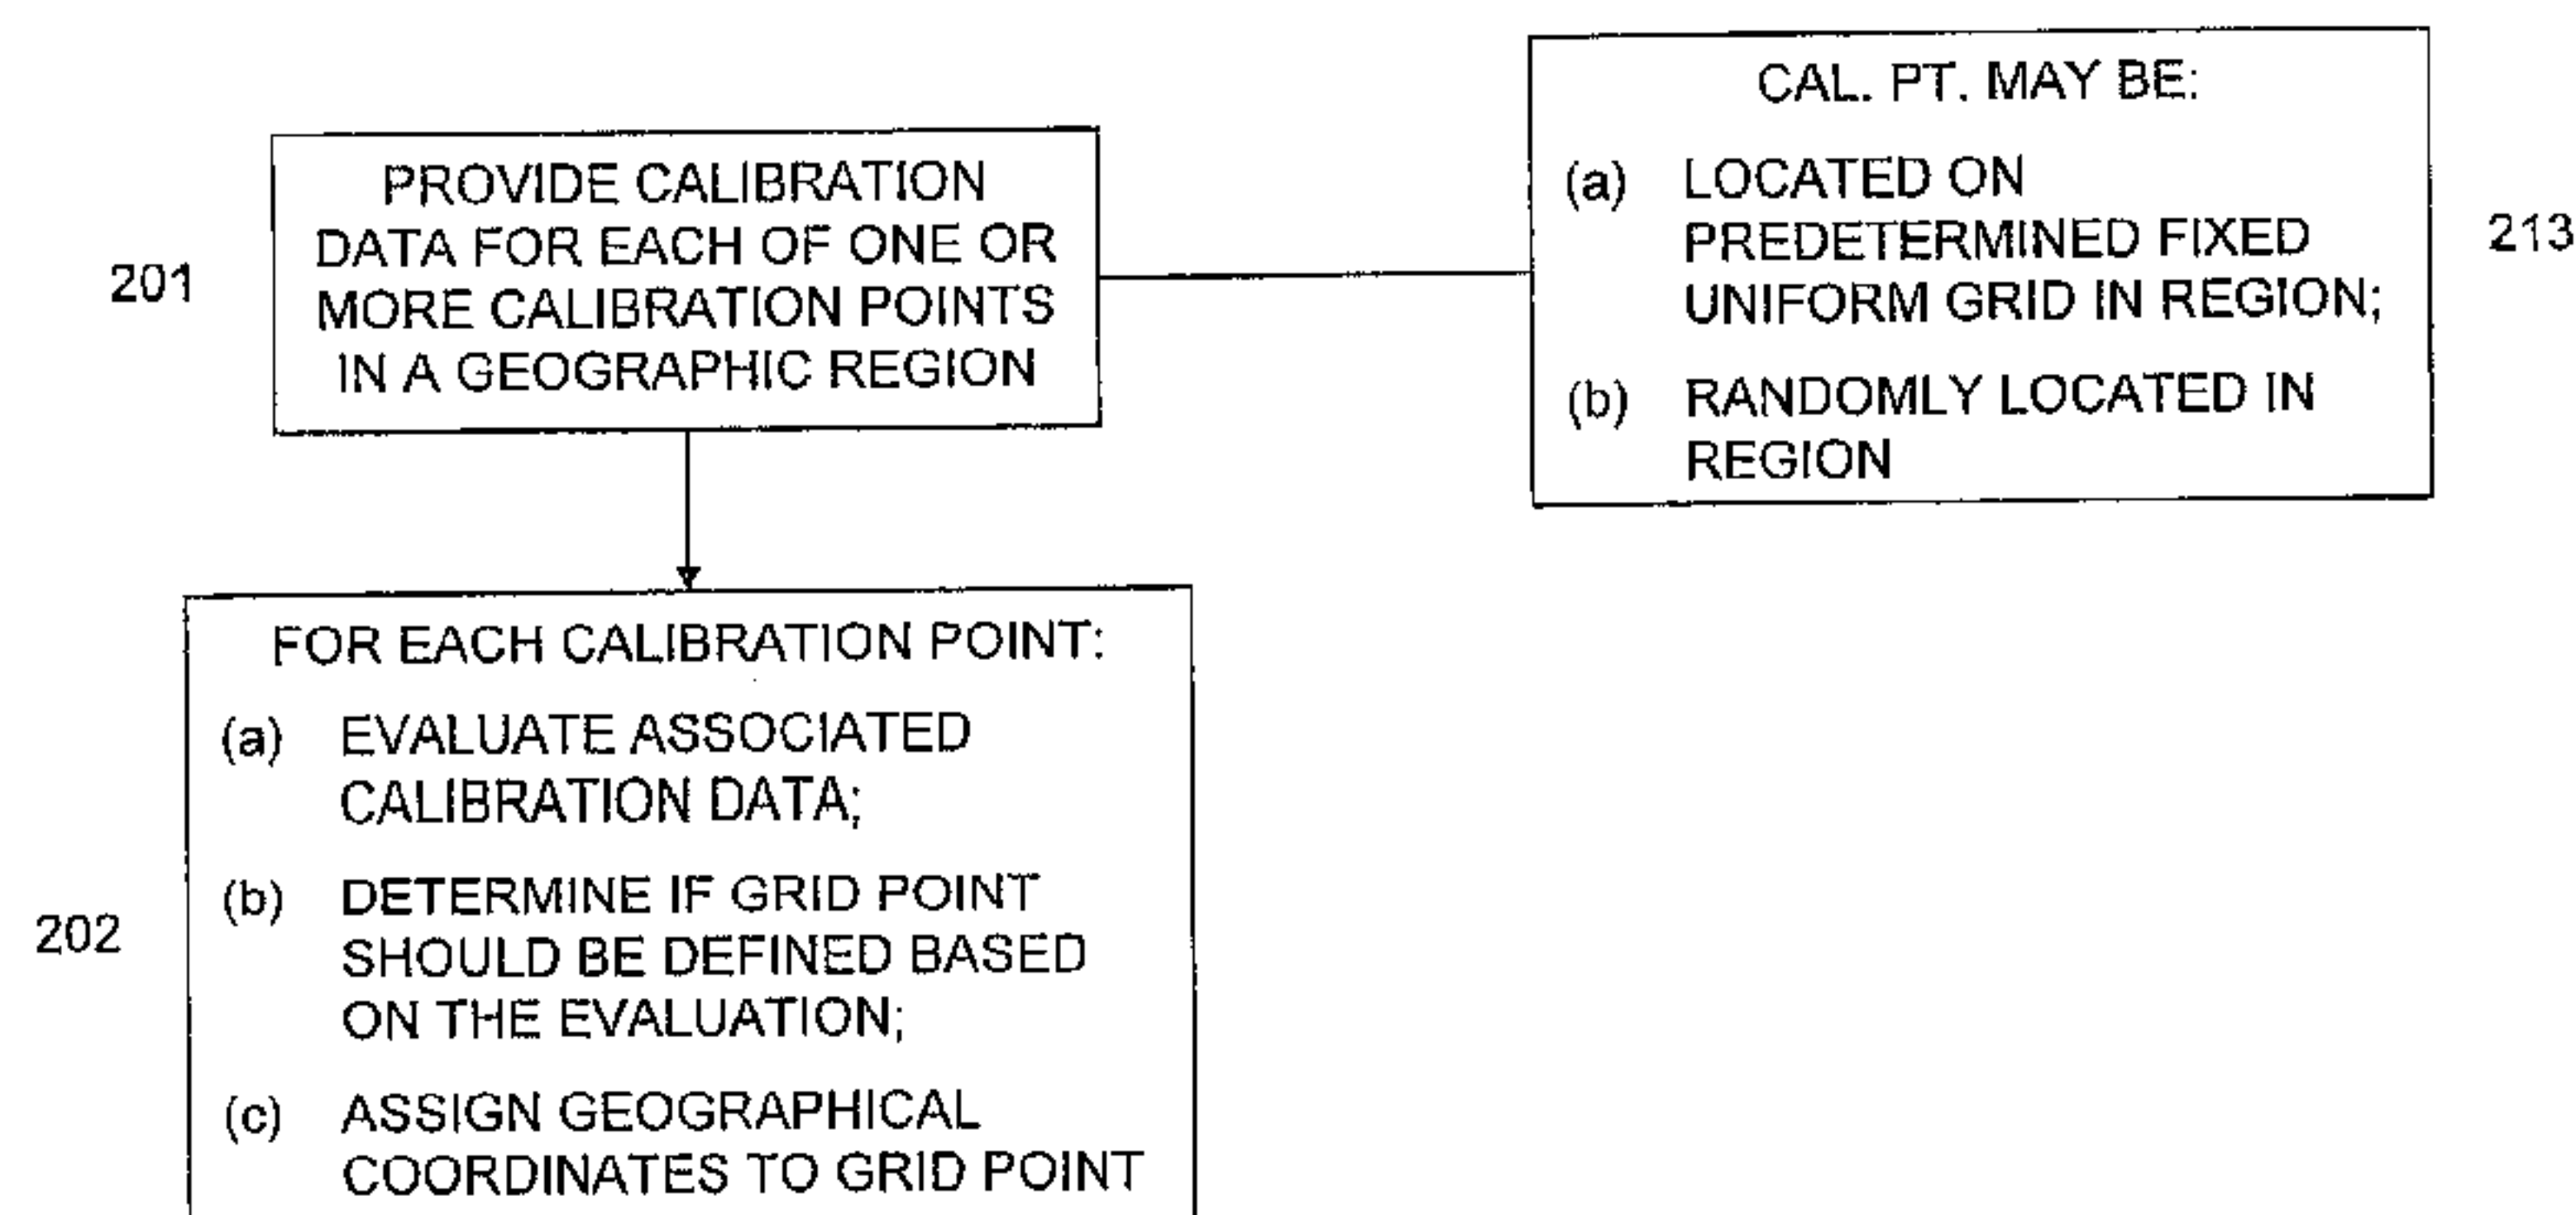 201
PROVIDE CALIBRATION
DATA FOR EACH OF ONE OR
MORE CALIBRATION POINTS
IN A GEOGRAPHIC REGION
CAL. PT. MAY BE:
(a) LOCATED ON
PREDETERMINED FIXED
UNIFORM GRID IN REGION;
(b) RANDOMLY LOCATED IN
REGION
213
202
FOR EACH CALIBRATION POINT:
(a) EVALUATE ASSOCIATED
CALIBRATION DATA;
(b) DETERMINE IF GRID POINT
SHOULD BE DEFINED BASED
ON THE EVALUATION;
(c) ASSIGN GEOGRAPHICAL
COORDINATES TO GRID POINT